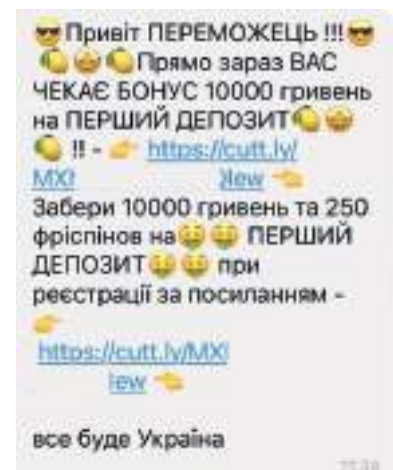 😎Привіт ПЕРЕМОЖЕЦЬ !!!😎
🍋🤩🍋Прямо зараз ВАС
ЧЕКАЄ БОНУС 10000 гривень
на ПЕРШИЙ ДЕПОЗИТ🍋🤩
🍋 !! - 👉 https://cutt.ly/
👈
Забери 10000 гривень та 250
фріспінов на🤑🤑 ПЕРШИЙ
ДЕПОЗИТ🤑🤑 при
реєстрації за посиланням -
👉
https://cutt.ly/
👈
все буде Україна